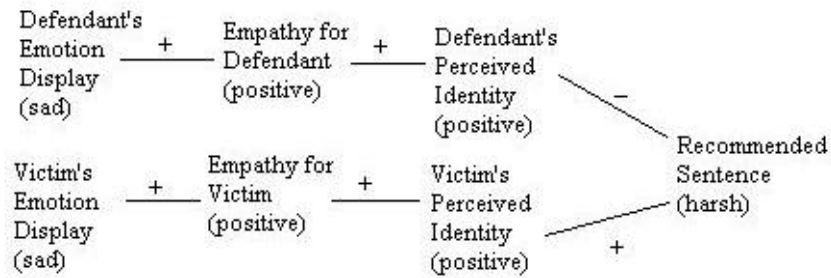 Defendant's
Emotion
Display
(sad)
+
Empathy for
Defendant
(positive)
+
Defendant's
Perceived
Identity
(positive)
–
Victim's
Emotion
Display
(sad)
+
Empathy for
Victim
(positive)
+
Victim's
Perceived
Identity
(positive)
+
Recommended
Sentence
(harsh)